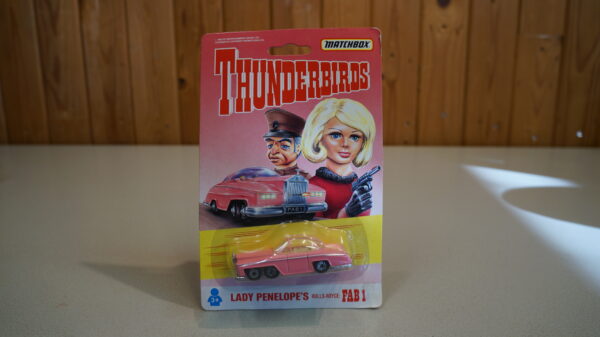 MATCHBOX
THUNDERBIRDS
FAB 1
3+
LADY PENELOPE'S ROLLS-ROYCE FAB 1